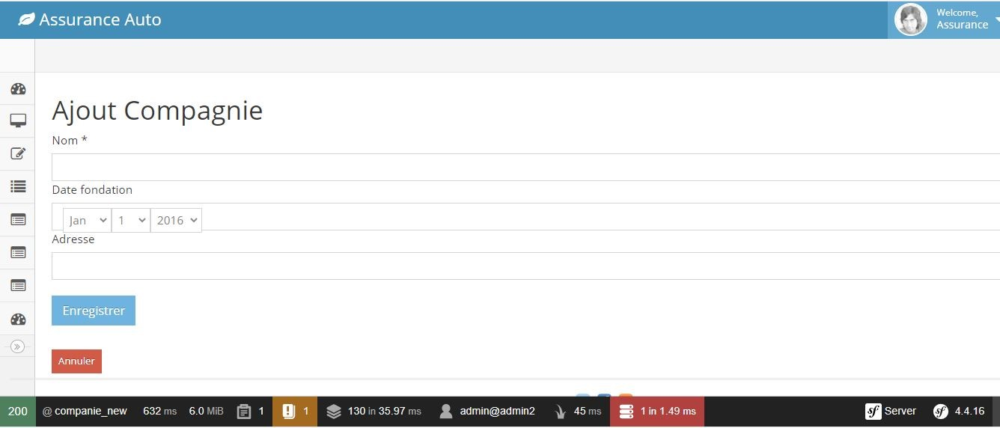 Assurance Auto
Welcome,
Assurance
Ajout Compagnie
Nom *
Date fondation
Jan 1 2016
Adresse
Enregistrer
Annuler
200 @ companie_new 632 ms 6.0 MiB 1 1 130 in 35.97 ms admin@admin2 45 ms 1 in 1.49 ms sf Server sf 4.4.16